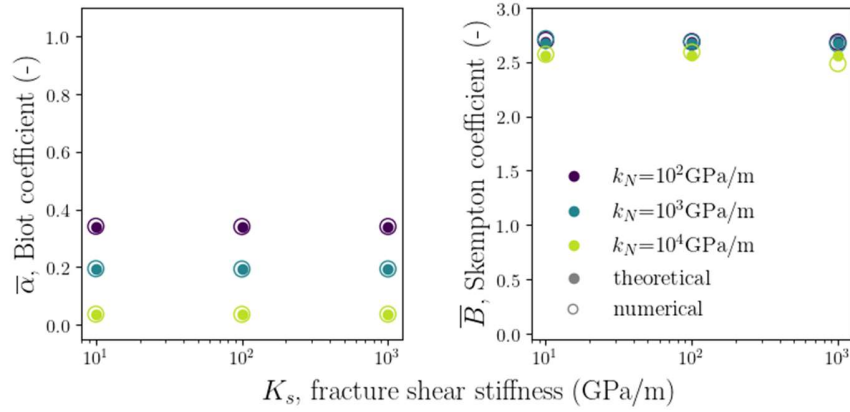 1.0
0.8
0.6
0.4
0.2
0.0
α̅, Biot coefficient (-)
10¹ 10² 10³
3.0
2.5
2.0
1.5
1.0
0.5
0.0
B̅, Skempton coefficient (-)
k_N=10²GPa/m
k_N=10³GPa/m
k_N=10⁴GPa/m
theoretical
numerical
10¹ 10² 10³
K_s, fracture shear stiffness (GPa/m)